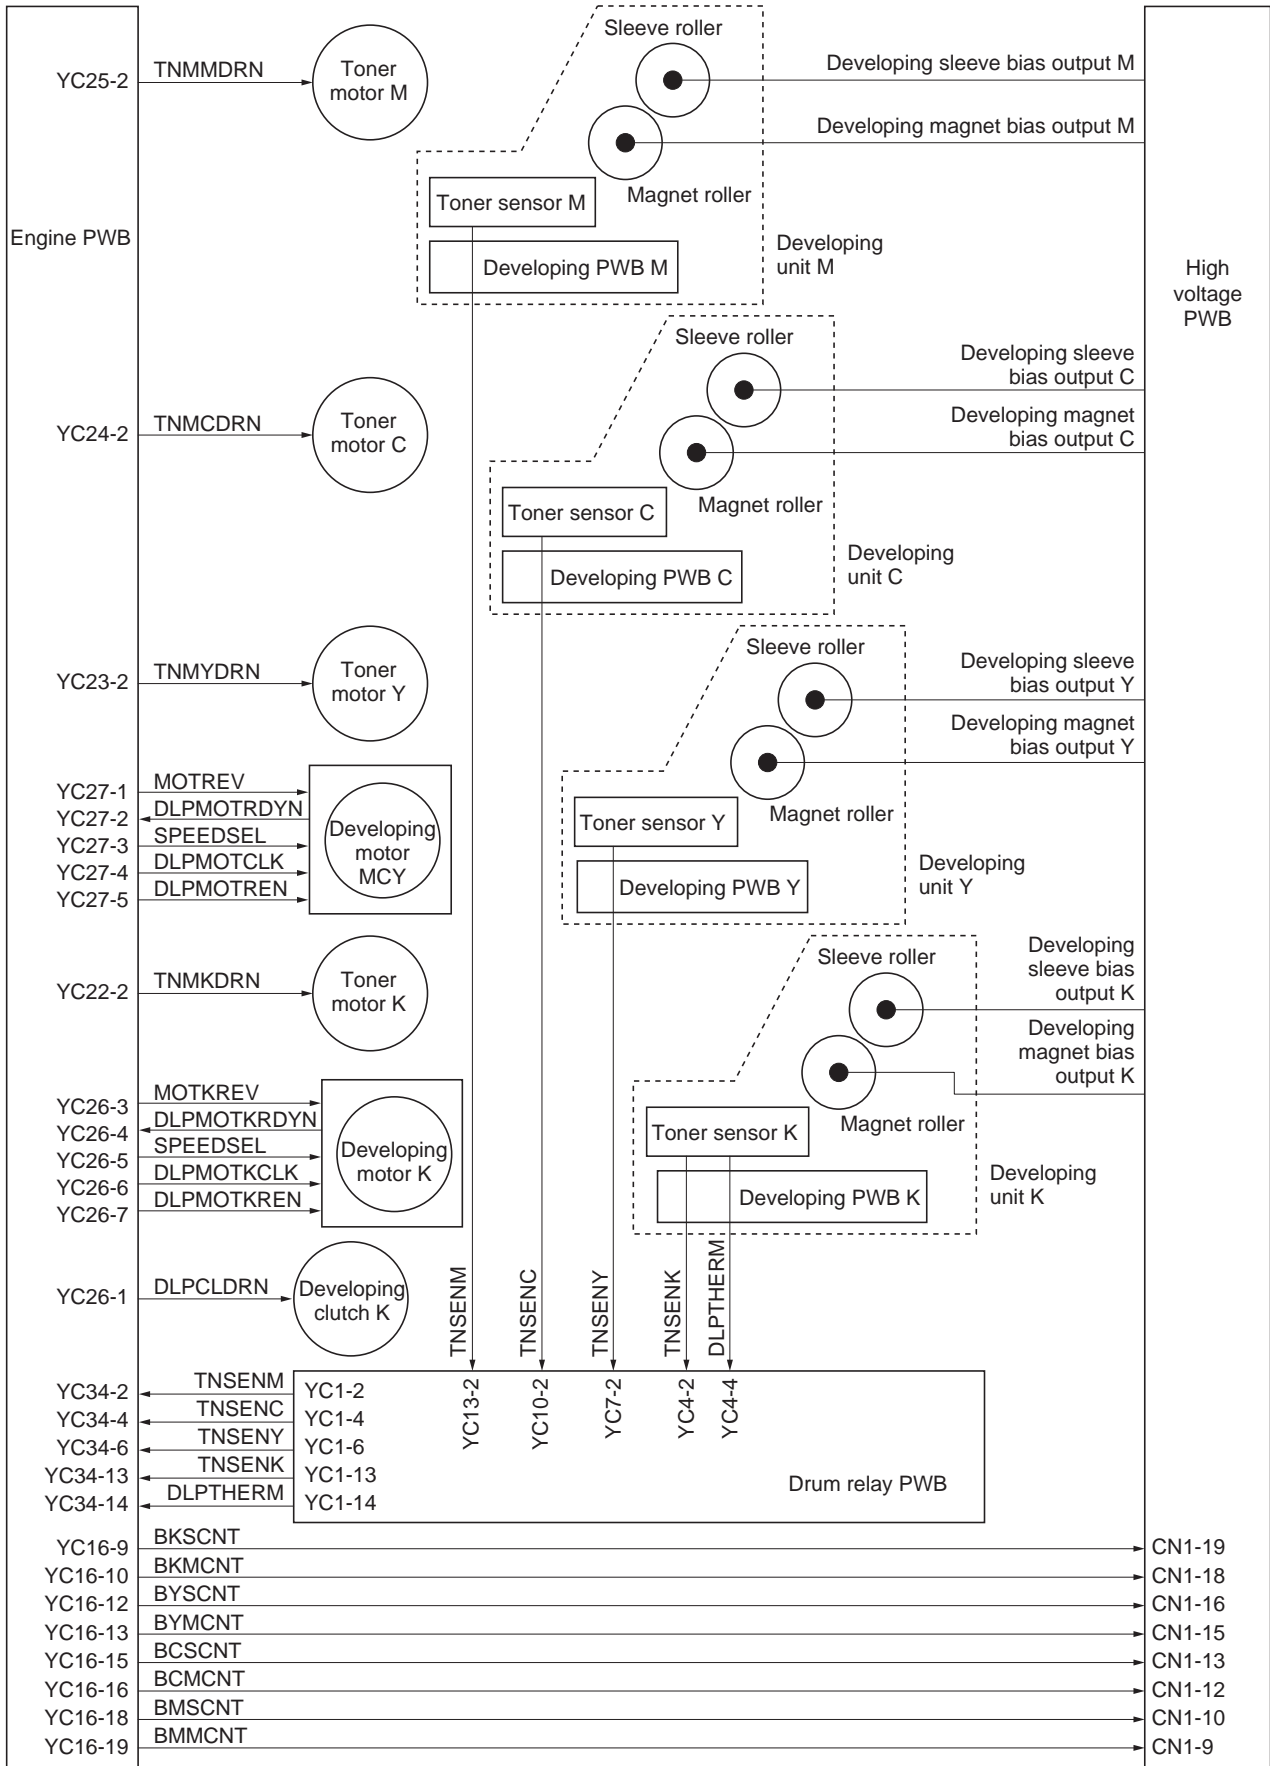 Sleeve roller
YC25-2
TNMMDRN
Toner
motor M
Developing sleeve bias output M
Developing magnet bias output M
Toner sensor M
Magnet roller
Engine PWB
Developing PWB M
Developing
unit M
High
voltage
PWB
Sleeve roller
Developing sleeve
bias output C
YC24-2
TNMCDRN
Toner
motor C
Developing magnet
bias output C
Toner sensor C
Magnet roller
Developing PWB C
Developing
unit C
Sleeve roller
Developing sleeve
bias output Y
YC23-2
TNMYDRN
Toner
motor Y
Developing magnet
bias output Y
YC27-1
MOTREV
YC27-2
DLPMOTRDYN
YC27-3
SPEEDSEL
YC27-4
DLPMOTCLK
YC27-5
DLPMOTREN
Developing
motor
MCY
Toner sensor Y
Magnet roller
Developing PWB Y
Developing
unit Y
Sleeve roller
Developing
sleeve bias
output K
YC22-2
TNMKDRN
Toner
motor K
Developing
magnet bias
output K
YC26-3
MOTKREV
YC26-4
DLPMOTKRDYN
YC26-5
SPEEDSEL
YC26-6
DLPMOTKCLK
YC26-7
DLPMOTKREN
Developing
motor K
Toner sensor K
Magnet roller
Developing PWB K
Developing
unit K
YC26-1
DLPCLDRN
Developing
clutch K
TNSENM
TNSENC
TNSENY
TNSENK
DLPTHERM
YC34-2
TNSENM
YC1-2
YC34-4
TNSENC
YC1-4
YC34-6
TNSENY
YC1-6
YC34-13
TNSENK
YC1-13
YC34-14
DLPTHERM
YC1-14
YC13-2
YC10-2
YC7-2
YC4-2
YC4-4
Drum relay PWB
YC16-9
BKSCNT
CN1-19
YC16-10
BKMCNT
CN1-18
YC16-12
BYSCNT
CN1-16
YC16-13
BYMCNT
CN1-15
YC16-15
BCSCNT
CN1-13
YC16-16
BCMCNT
CN1-12
YC16-18
BMSCNT
CN1-10
YC16-19
BMMCNT
CN1-9